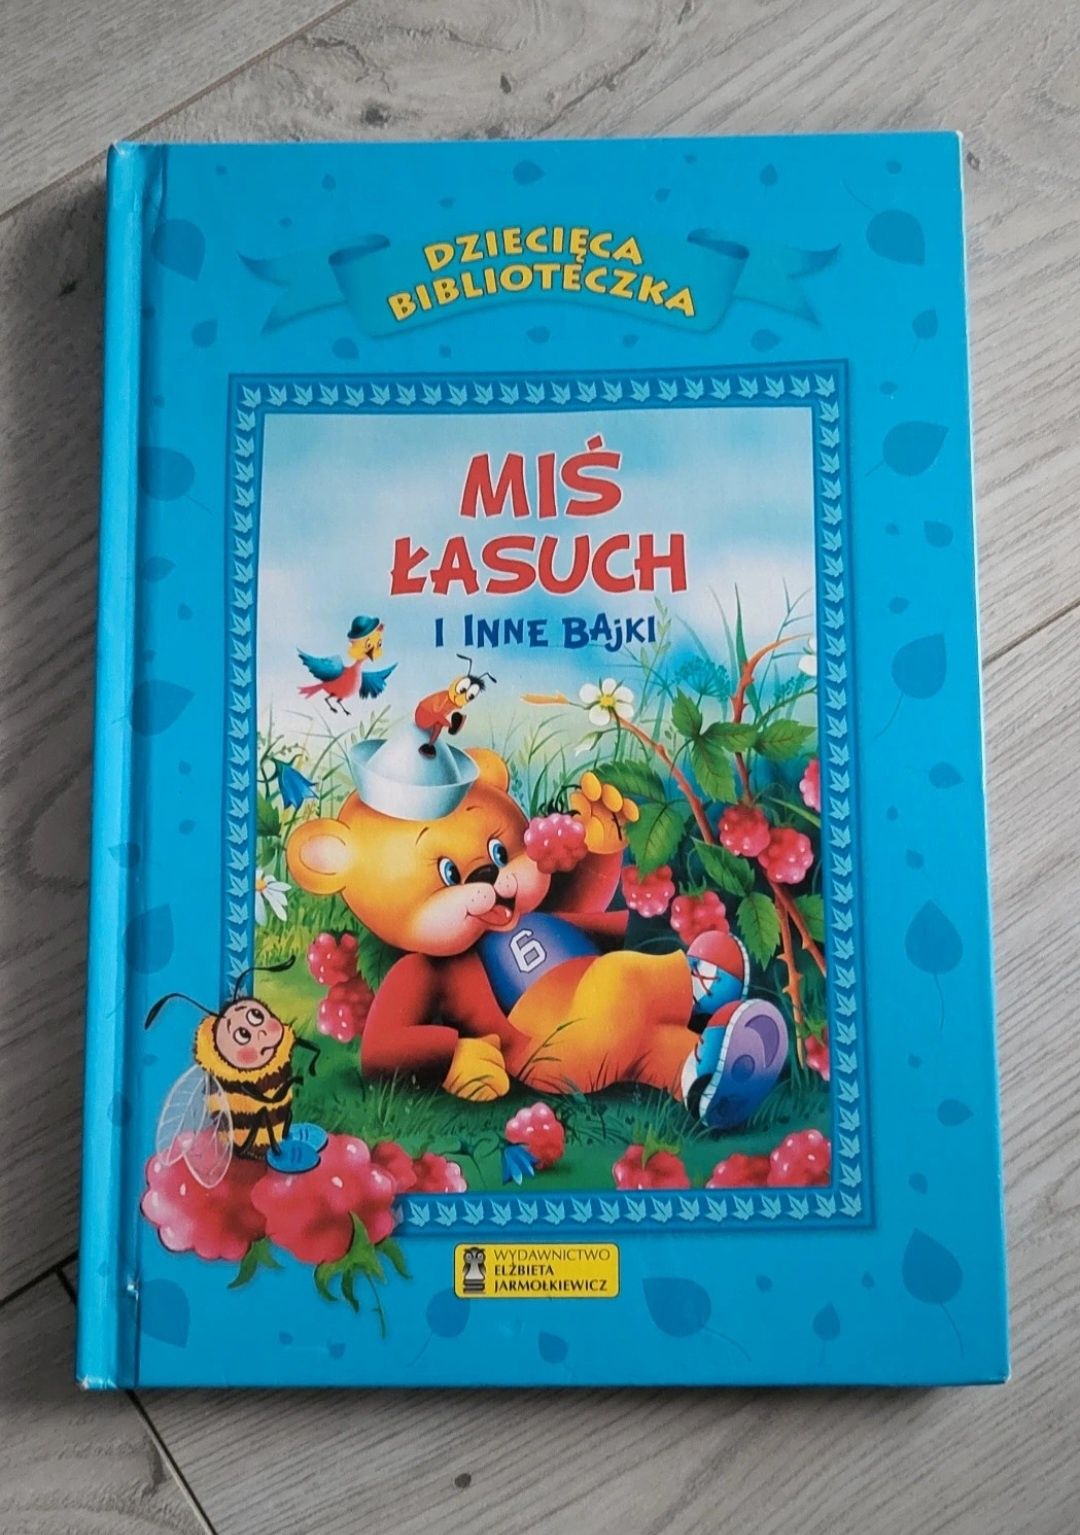 DZIECIĘCA
BIBLIOTECZKA
MIŚ
ŁASUCH
I INNE BAjKI
6
WYDAWNICTWO
ELŻBIETA
JARMOŁKIEWICZ